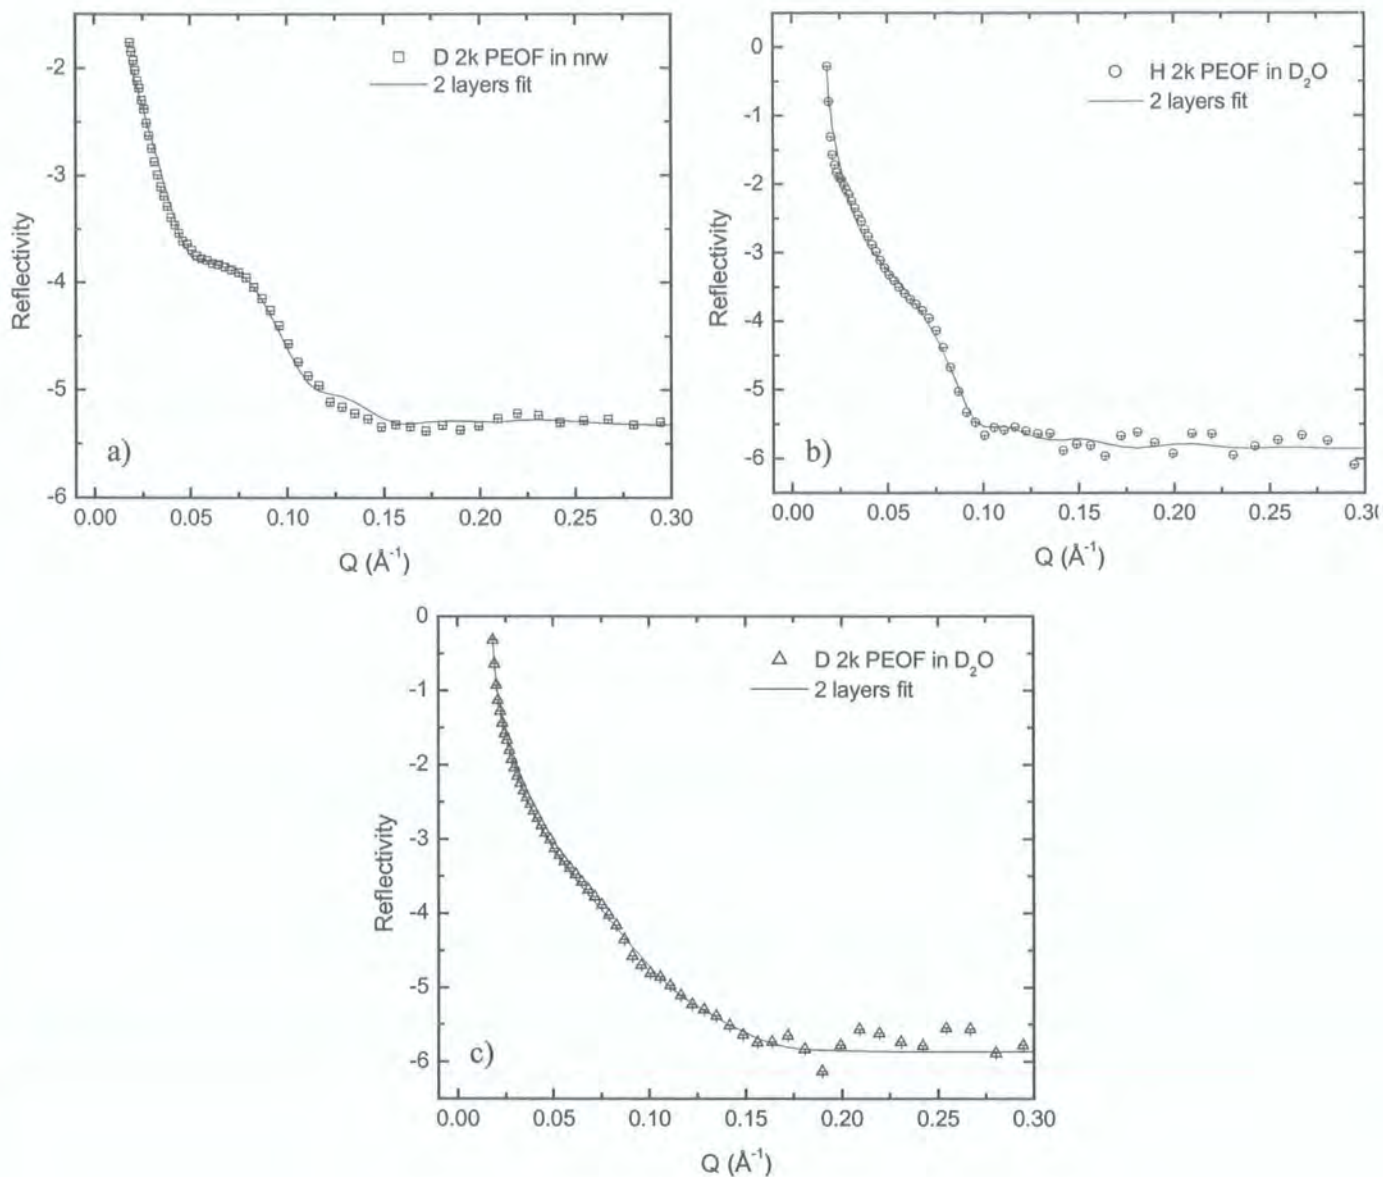 D 2k PEOF in nrw
2 layers fit
-2
-3
-4
-5
-6
Reflectivity
a)
0.00 0.05 0.10 0.15 0.20 0.25 0.30
Q (Å⁻¹)
H 2k PEOF in D₂O
2 layers fit
0
-1
-2
-3
-4
-5
-6
Reflectivity
b)
0.00 0.05 0.10 0.15 0.20 0.25 0.30
Q (Å⁻¹)
D 2k PEOF in D₂O
2 layers fit
0
-1
-2
-3
-4
-5
-6
Reflectivity
c)
0.00 0.05 0.10 0.15 0.20 0.25 0.30
Q (Å⁻¹)